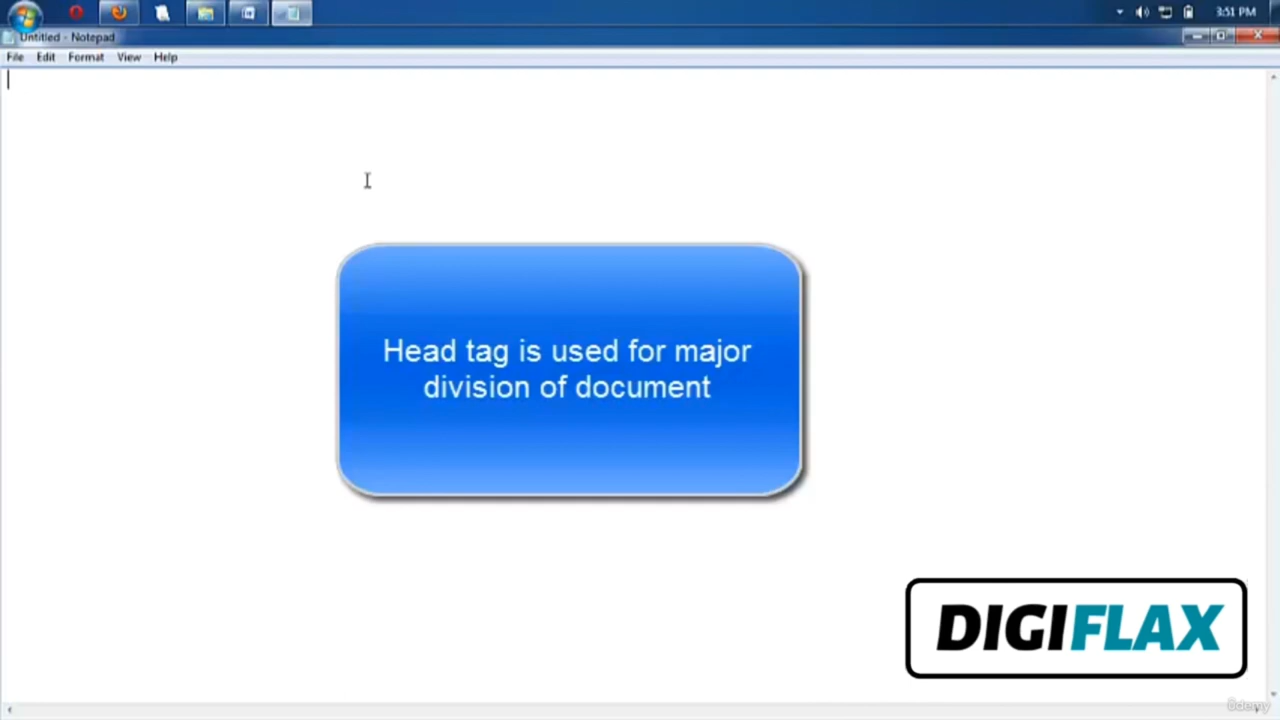 3:51 PM
Untitled - Notepad
File Edit Format View Help
Head tag is used for major
division of document
DIGIFLAX
ûdemy